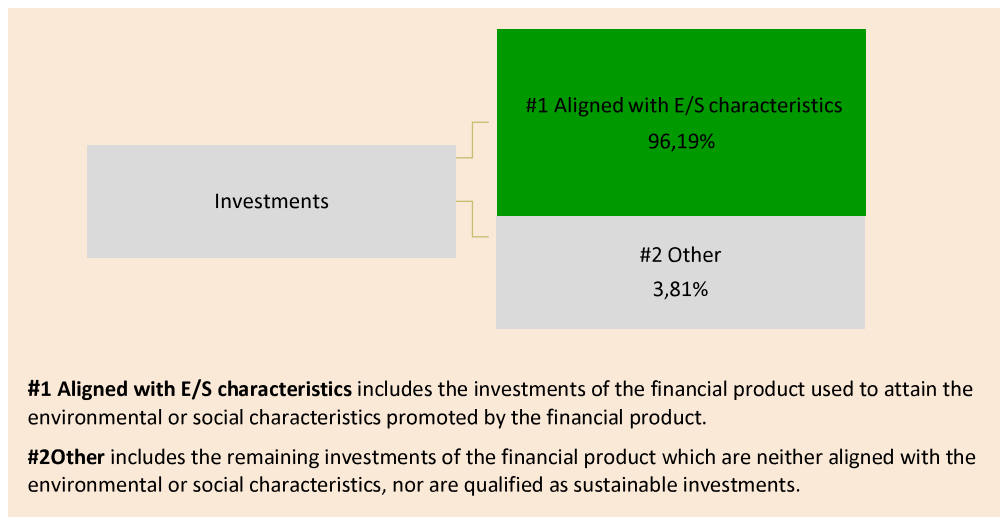 #1 Aligned with E/S characteristics
96,19%
Investments
#2 Other
3,81%
#1 Aligned with E/S characteristics includes the investments of the financial product used to attain the
environmental or social characteristics promoted by the financial product.
#2Other includes the remaining investments of the financial product which are neither aligned with the
environmental or social characteristics, nor are qualified as sustainable investments.